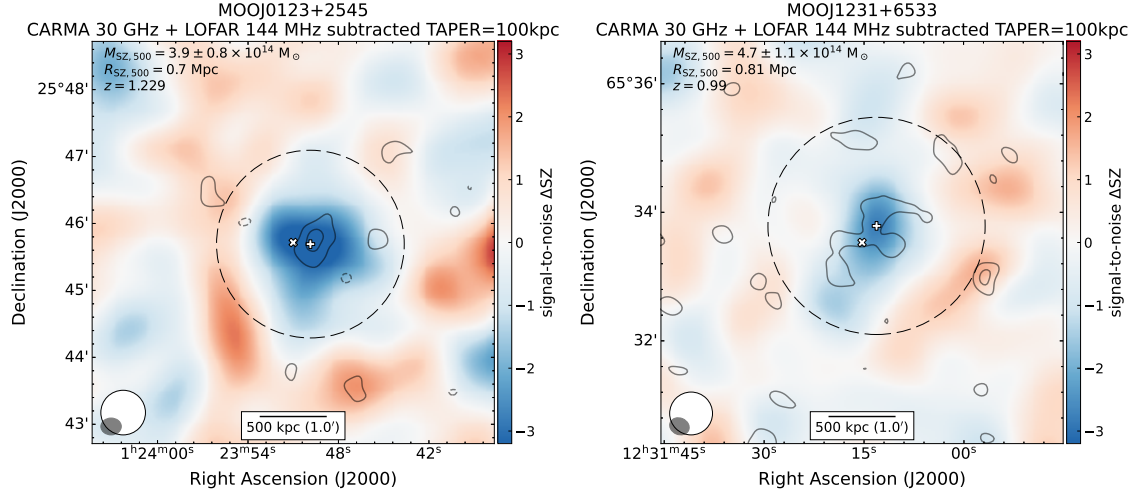 MOOJ0123+2545
CARMA 30 GHz + LOFAR 144 MHz subtracted TAPER=100kpc
M_SZ,500 = 3.9 ± 0.8 × 10^14 M_⊙
R_SZ,500 = 0.7 Mpc
z = 1.229
25°48'
47'
46'
45'
44'
43'
Declination (J2000)
1h24m00s
23m54s
48s
42s
Right Ascension (J2000)
500 kpc (1.0′)
3
2
1
0
−1
−2
−3
signal-to-noise ΔSZ
MOOJ1231+6533
CARMA 30 GHz + LOFAR 144 MHz subtracted TAPER=100kpc
M_SZ,500 = 4.7 ± 1.1 × 10^14 M_⊙
R_SZ,500 = 0.81 Mpc
z = 0.99
65°36'
34'
32'
Declination (J2000)
12h31m45s
30s
15s
00s
Right Ascension (J2000)
500 kpc (1.0′)
3
2
1
0
−1
−2
−3
signal-to-noise ΔSZ